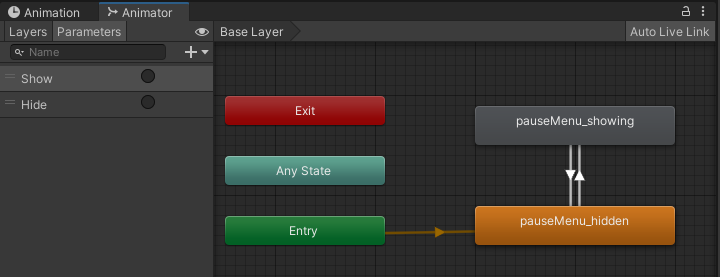 Animation
Animator
Layers Parameters
Base Layer
Auto Live Link
Name
Show
Hide
Exit
Any State
Entry
pauseMenu_showing
pauseMenu_hidden